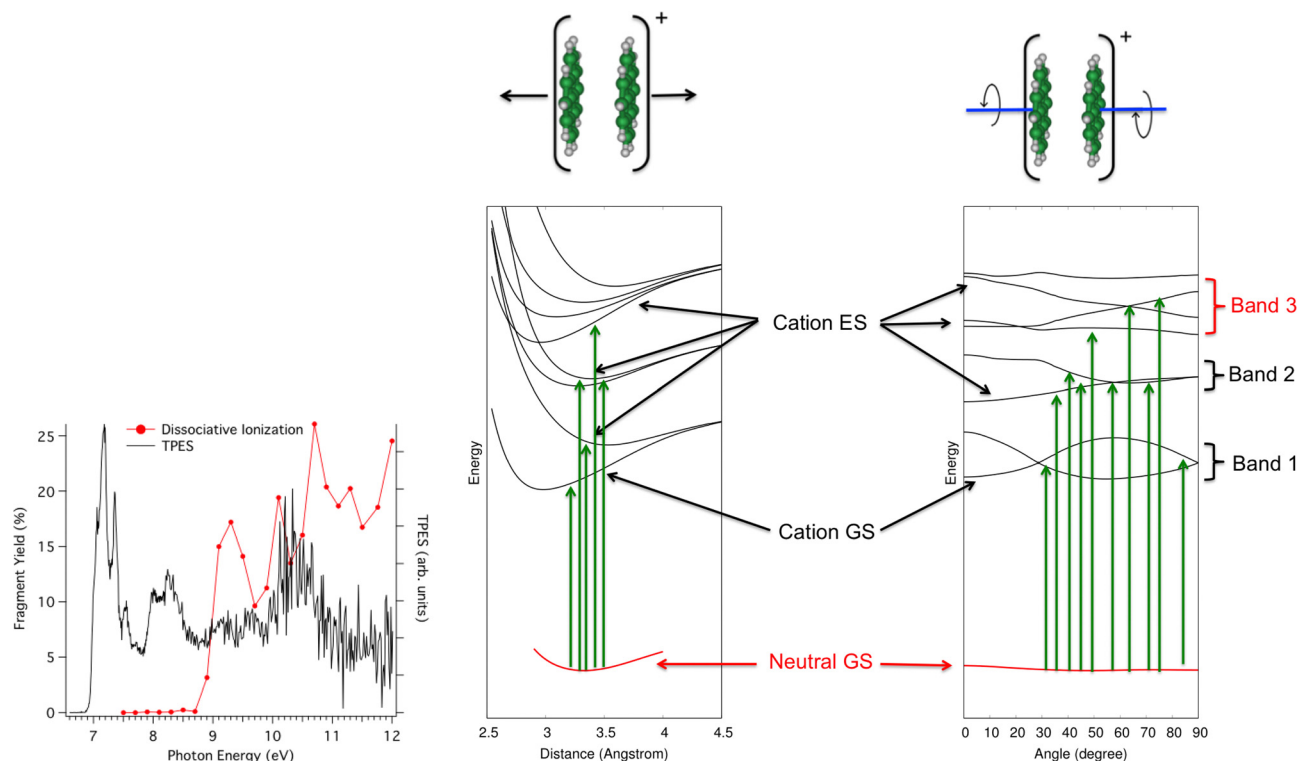 +
+
Dissociative Ionization
TPES
25
20
15
10
5
0
Fragment Yield (%)
TPES (arb. units)
7 8 9 10 11 12
Photon Energy (eV)
Energy
2.5 3 3.5 4 4.5
Distance (Angstrom)
Cation ES
Cation GS
Neutral GS
Energy
0 10 20 30 40 50 60 70 80 90
Angle (degree)
Band 3
Band 2
Band 1